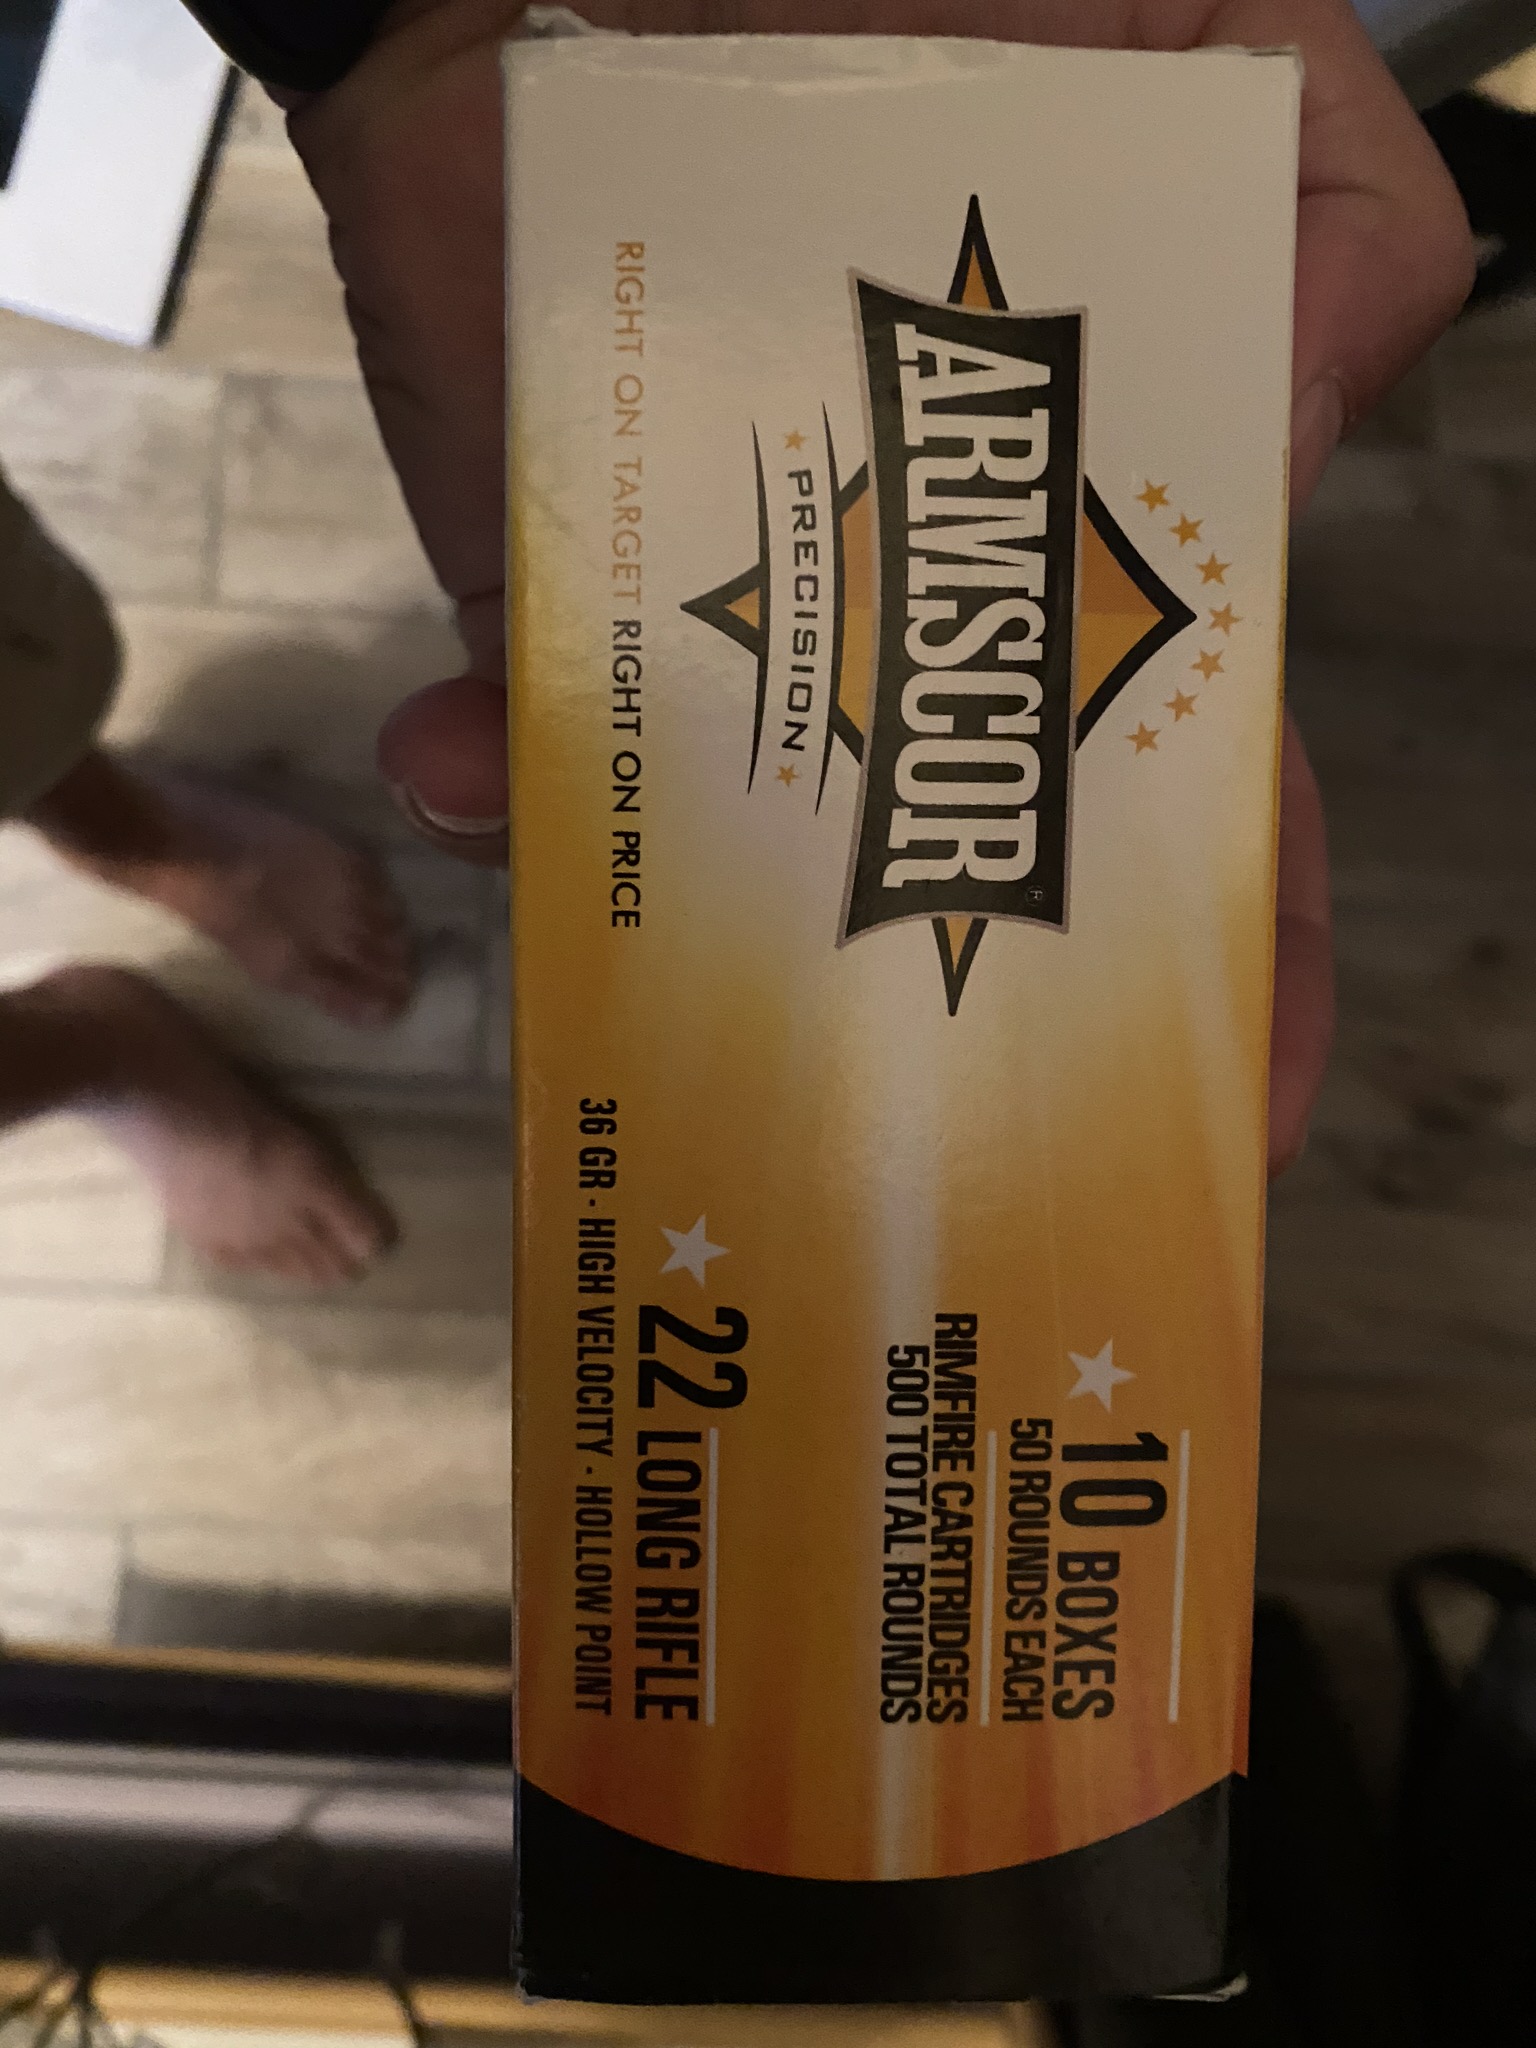 ARMSCOR®
PRECISION
RIGHT ON TARGET RIGHT ON PRICE
10 BOXES
50 ROUNDS EACH
RIMFIRE CARTRIDGES
500 TOTAL ROUNDS
22 LONG RIFLE
36 GR - HIGH VELOCITY - HOLLOW POINT